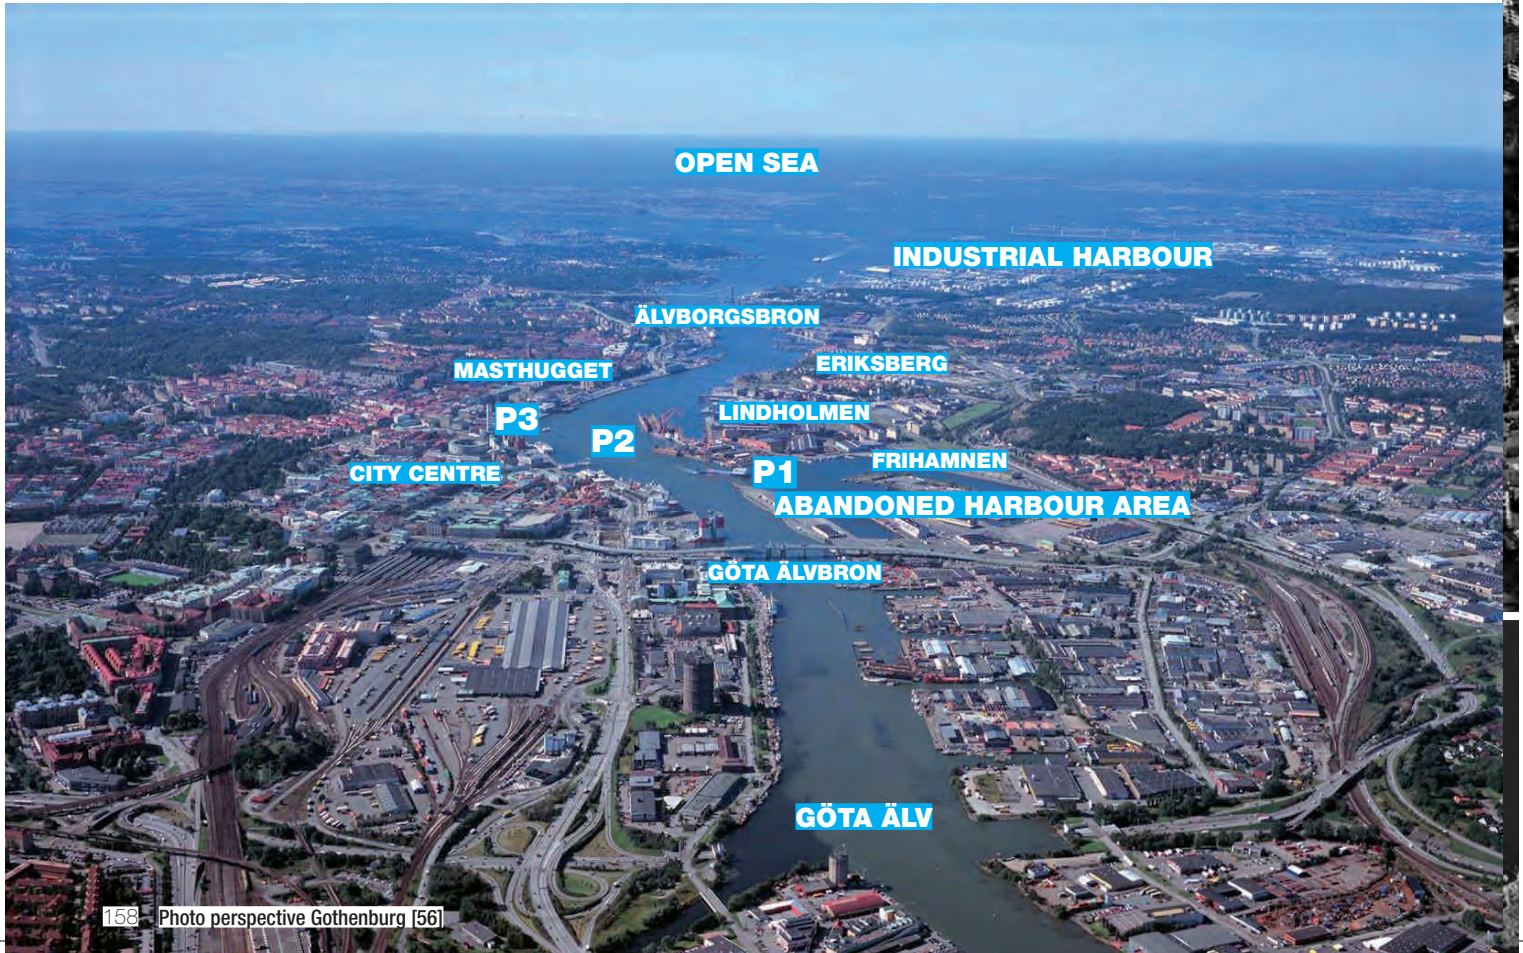 OPEN SEA
INDUSTRIAL HARBOUR
ÄLVBORGSBRON
MASTHUGGET
ERIKSBERG
P3
LINDHOLMEN
P2
CITY CENTRE
P1
FRIHAMNEN
ABANDONED HARBOUR AREA
GÖTA ÄLVBRON
GÖTA ÄLV
158 Photo perspective Gothenburg [56]